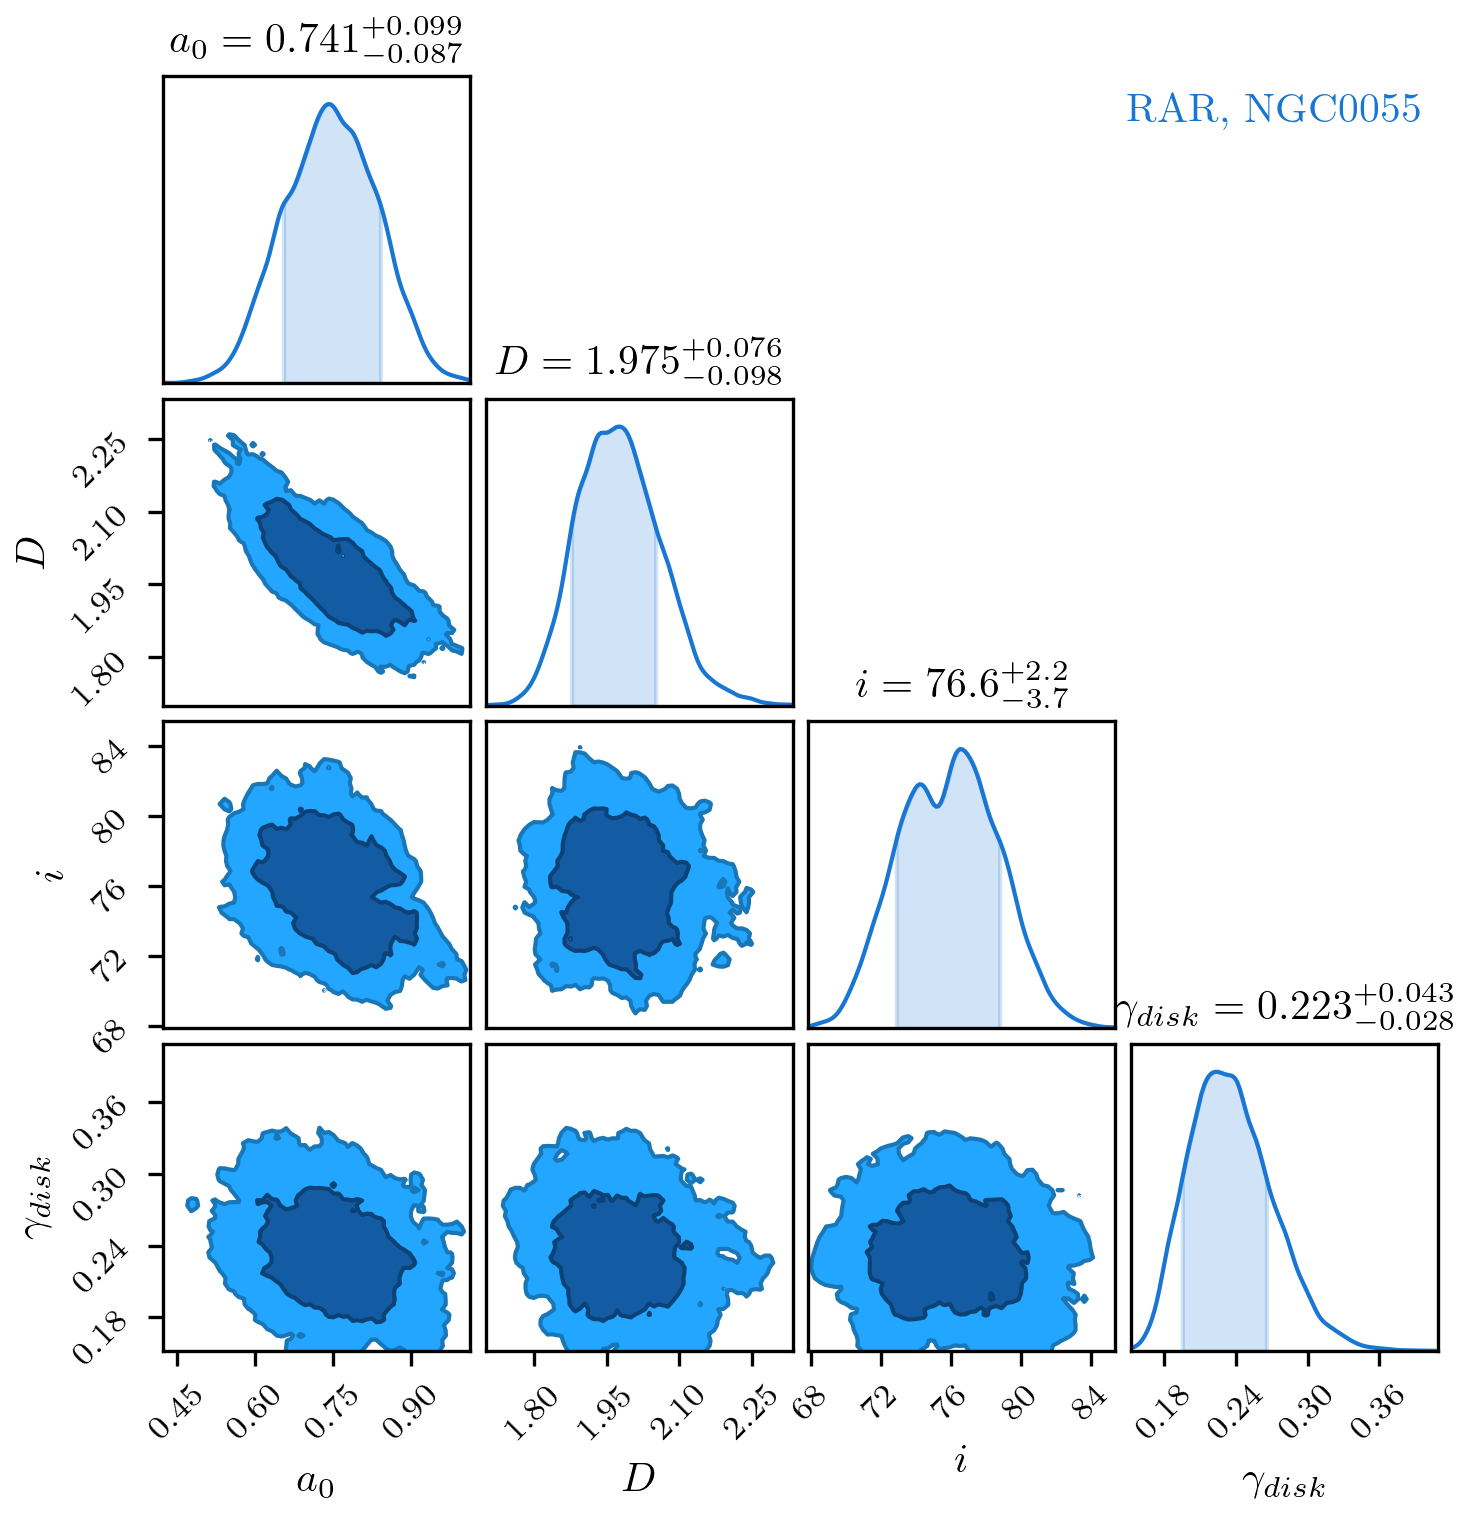 a₀ = 0.741⁺⁰·⁰⁹⁹₋₀.₀₈₇
RAR, NGC0055
D = 1.975⁺⁰·⁰⁷⁶₋₀.₀₉₈
D
2.25
2.10
1.95
1.80
i = 76.6⁺²·²₋₃.₇
i
84
80
76
72
68
γ_disk = 0.223⁺⁰·⁰⁴³₋₀.₀₂₈
γ_disk
0.36
0.30
0.24
0.18
0.45 0.60 0.75 0.90
1.80 1.95 2.10 2.25
68 72 76 80 84
0.18 0.24 0.30 0.36
a₀
D
i
γ_disk